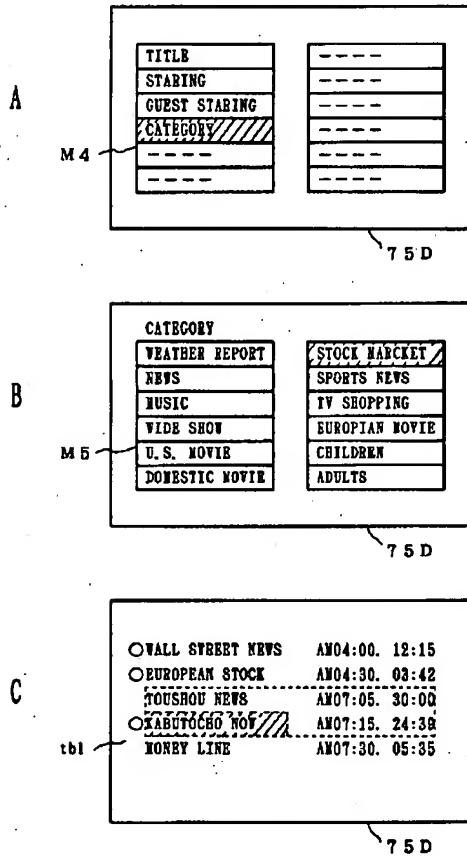 A
TITLE
STARING
GUEST STARING
CATEGORY
- - - -
- - - -
- - - -
- - - -
- - - -
- - - -
- - - -
- - - -
M4
75D
B
CATEGORY
WEATHER REPORT
NEWS
MUSIC
WIDE SHOW
U.S. MOVIE
DOMESTIC MOVIE
STOCK MARCKET
SPORTS NEWS
TV SHOPPING
EUROPIAN MOVIE
CHILDREN
ADULTS
M5
75D
C
WALL STREET NEWS AM04:00. 12:15
EUROPEAN STOCK AM04:30. 03:42
TOUSHOU NEWS AM07:05. 30:00
KABUTOCHO NOW AM07:15. 24:39
MONEY LINE AM07:30. 05:35
tbl
75D